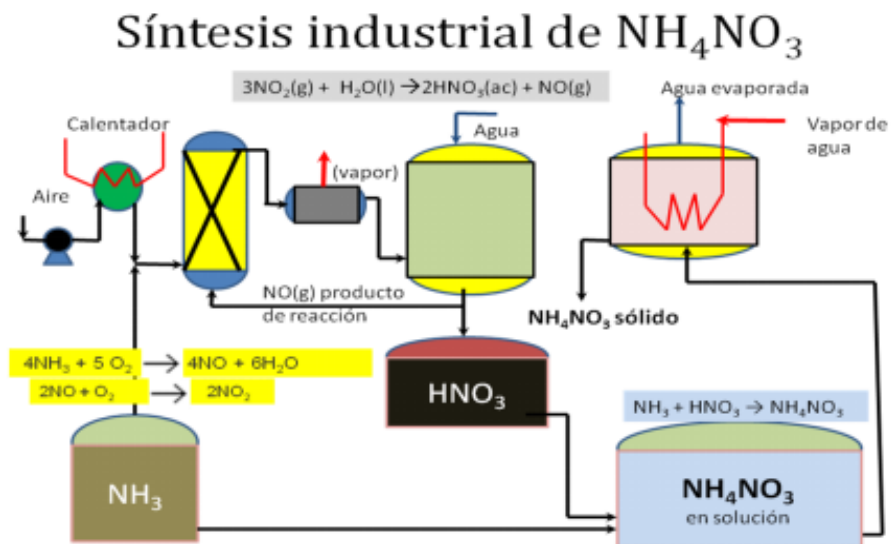 Síntesis industrial de NH₄NO₃
3NO₂(g) + H₂O(l) → 2HNO₃(ac) + NO(g)
Agua evaporada
Calentador
Agua
Vapor de
agua
(vapor)
Aire
NO(g) producto
de reacción
NH₄NO₃ sólido
4NH₃ + 5 O₂ → 4NO + 6H₂O
2NO + O₂ → 2NO₂
HNO₃
NH₃ + HNO₃ → NH₄NO₃
NH₃
NH₄NO₃
en solución